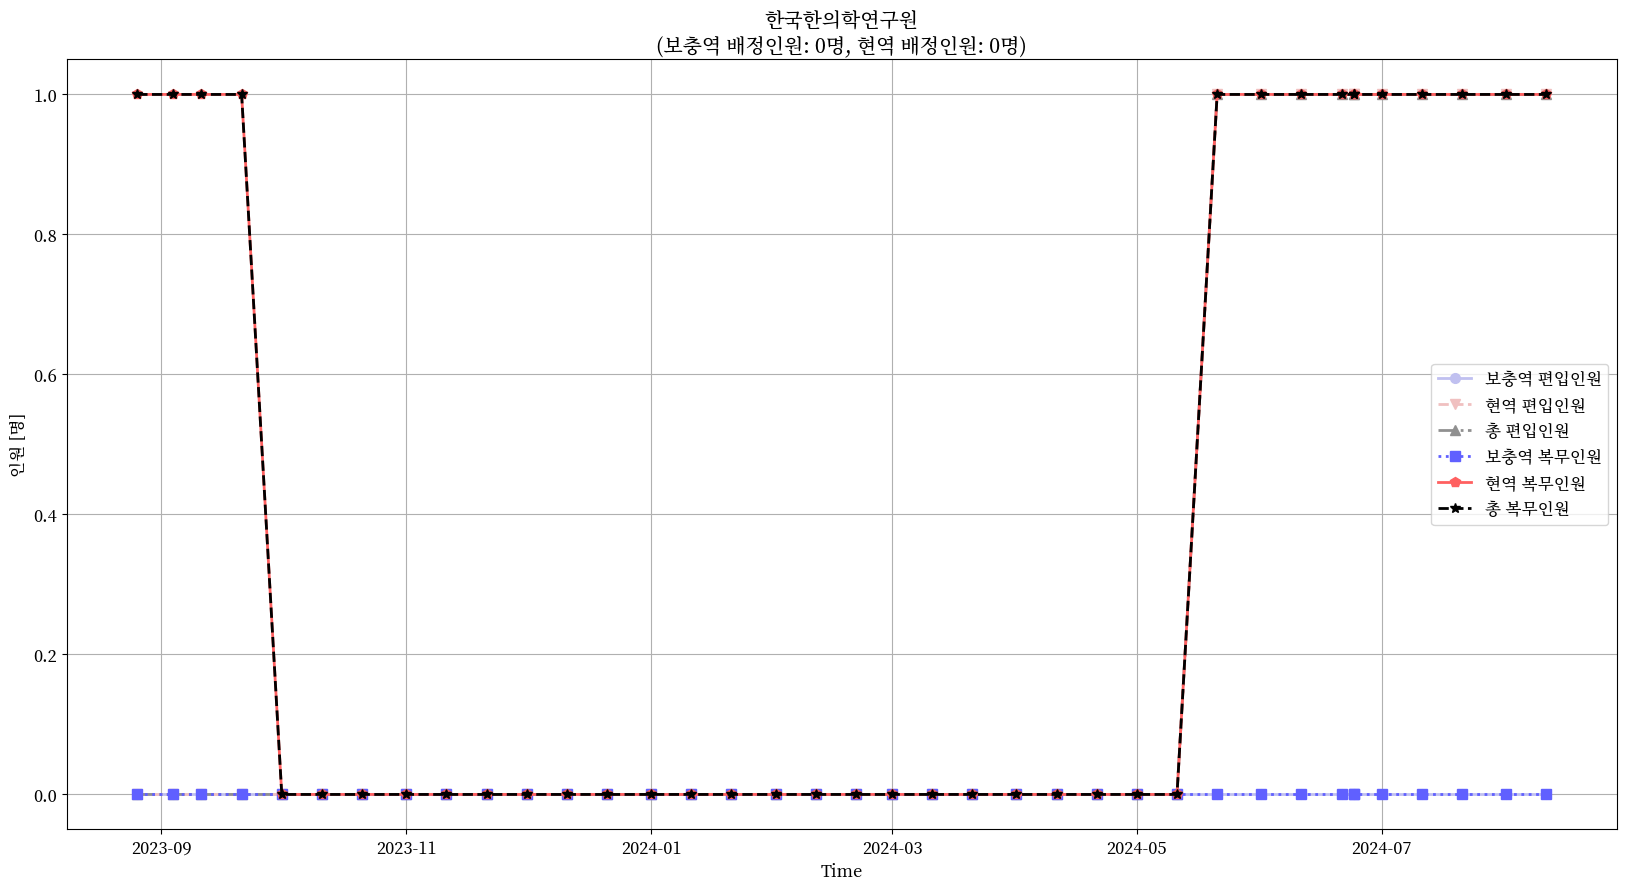 한국한의학연구원
(보충역 배정인원: 0명, 현역 배정인원: 0명)
1.0
0.8
0.6
0.4
0.2
0.0
인원 [명]
보충역 편입인원
현역 편입인원
총 편입인원
보충역 복무인원
현역 복무인원
총 복무인원
2023-09
2023-11
2024-01
2024-03
2024-05
2024-07
Time